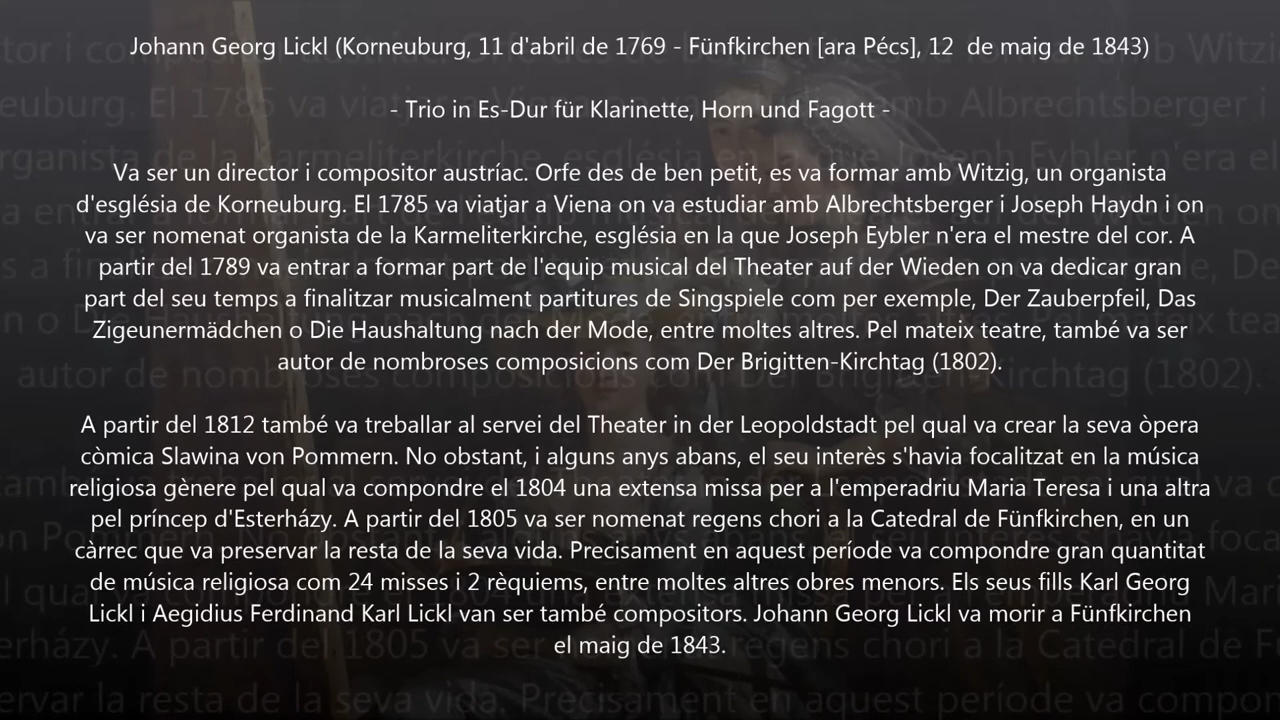 Johann Georg Lickl (Korneuburg, 11 d'abril de 1769 - Fünfkirchen [ara Pécs], 12 de maig de 1843)
- Trio in Es-Dur für Klarinette, Horn und Fagott -
Va ser un director i compositor austríac. Orfe des de ben petit, es va formar amb Witzig, un organista
d'església de Korneuburg. El 1785 va viatjar a Viena on va estudiar amb Albrechtsberger i Joseph Haydn i on
va ser nomenat organista de la Karmeliterkirche, església en la que Joseph Eybler n'era el mestre del cor. A
partir del 1789 va entrar a formar part de l'equip musical del Theater auf der Wieden on va dedicar gran
part del seu temps a finalitzar musicalment partitures de Singspiele com per exemple, Der Zauberpfeil, Das
Zigeunermädchen o Die Haushaltung nach der Mode, entre moltes altres. Pel mateix teatre, també va ser
autor de nombroses composicions com Der Brigitten-Kirchtag (1802).
A partir del 1812 també va treballar al servei del Theater in der Leopoldstadt pel qual va crear la seva òpera
còmica Slawina von Pommern. No obstant, i alguns anys abans, el seu interès s'havia focalitzat en la música
religiosa gènere pel qual va compondre el 1804 una extensa missa per a l'emperadriu Maria Teresa i una altra
pel príncep d'Esterházy. A partir del 1805 va ser nomenat regens chori a la Catedral de Fünfkirchen, en un
càrrec que va preservar la resta de la seva vida. Precisament en aquest període va compondre gran quantitat
de música religiosa com 24 misses i 2 rèquiems, entre moltes altres obres menors. Els seus fills Karl Georg
Lickl i Aegidius Ferdinand Karl Lickl van ser també compositors. Johann Georg Lickl va morir a Fünfkirchen
el maig de 1843.